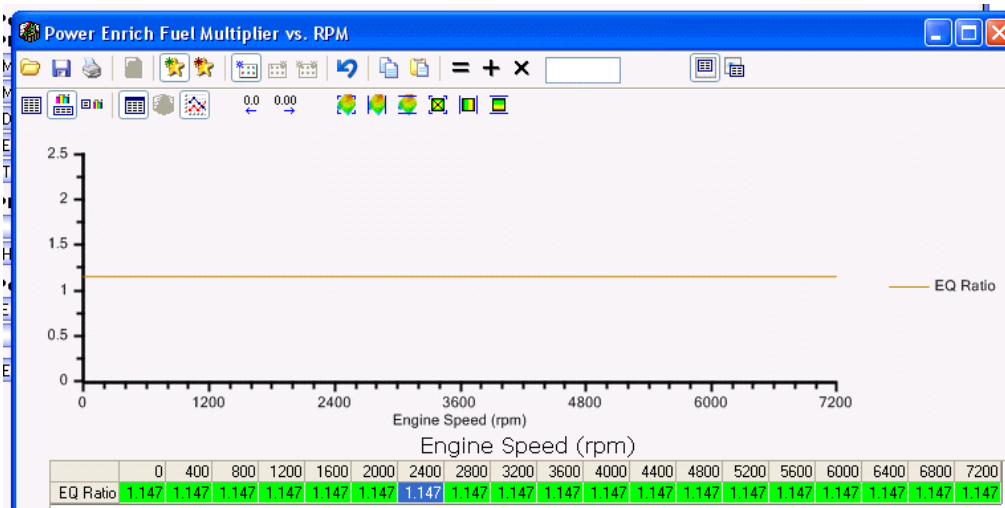 Power Enrich Fuel Multiplier vs. RPM
0.0 0.00
2.5
2
1.5
1
0.5
0
EQ Ratio
0 1200 2400 3600 4800 6000 7200
Engine Speed (rpm)
Engine Speed (rpm)
0 400 800 1200 1600 2000 2400 2800 3200 3600 4000 4400 4800 5200 5600 6000 6400 6800 7200
EQ Ratio 1.147 1.147 1.147 1.147 1.147 1.147 1.147 1.147 1.147 1.147 1.147 1.147 1.147 1.147 1.147 1.147 1.147 1.147 1.147